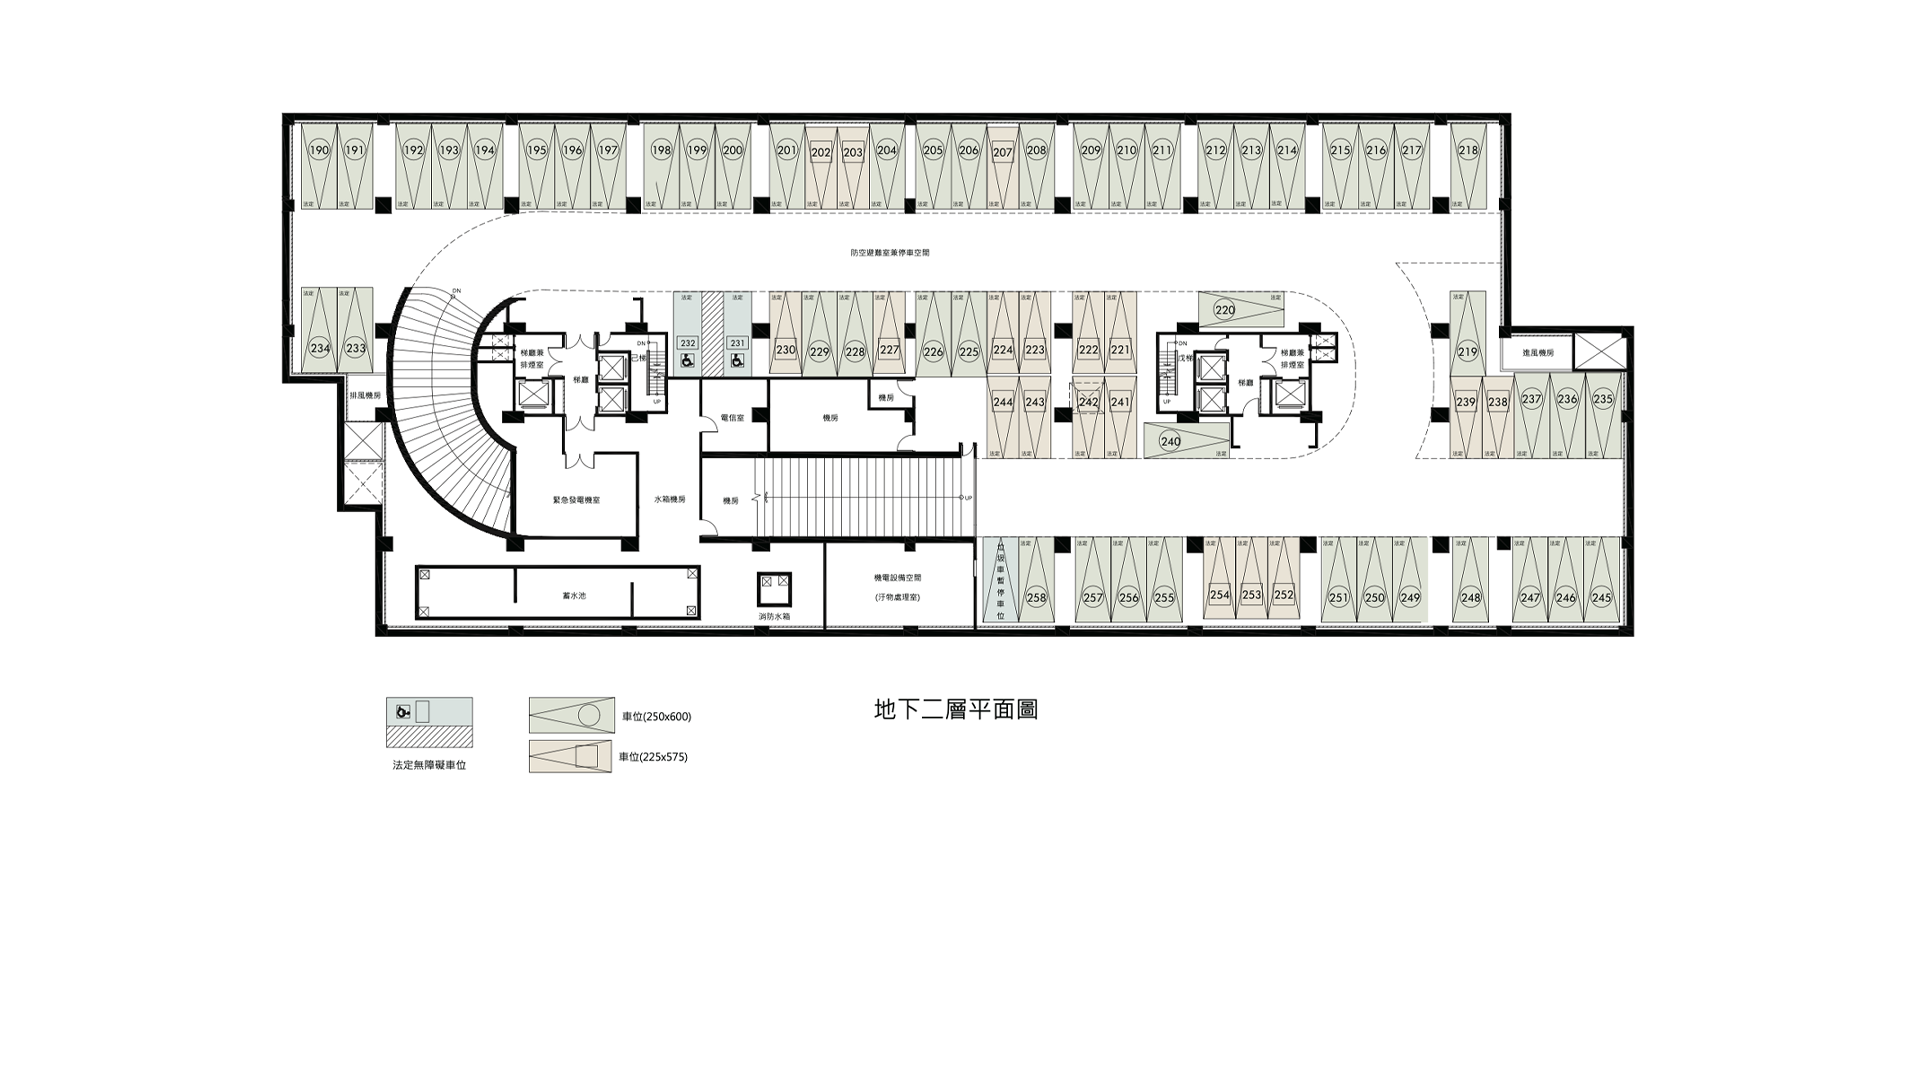 190 191 192 193 194 195 196 197 198 199 200 201 202 203 204 205 206 207 208 209 210 211 212 213 214 215 216 217 218
法定 法定 法定 法定 法定 法定 法定 法定 法定 法定 法定 法定 法定 法定 法定 法定 法定 法定 法定 法定 法定 法定 法定 法定 法定 法定 法定 法定 法定
防空避難室兼停車空間
DN
法定 法定 法定 法定 法定 法定 法定 法定 法定 法定 法定 法定 法定 法定 法定 法定 法定
220
234 233 232 231 230 229 228 227 226 225 224 223 222 221 219
DN
己梯
UP
梯廳兼
排煙室
梯廳
DN
戊梯
UP
梯廳
梯廳兼
排煙室
進風機房
排風機房
電信室
機房
機房
244 243 242 241 239 238 237 236 235
240
法定 法定 法定 法定 法定 法定 法定 法定 法定 法定
緊急發電機室
水箱機房
機房
UP
法定 法定 法定 法定 法定 法定 法定 法定 法定 法定 法定 法定 法定 法定
垃圾車暫停車位
258 257 256 255 254 253 252 251 250 249 248 247 246 245
蓄水池
消防水箱
機電設備空間
(汙物處理室)
地下二層平面圖
法定無障礙車位
車位(250x600)
車位(225x575)